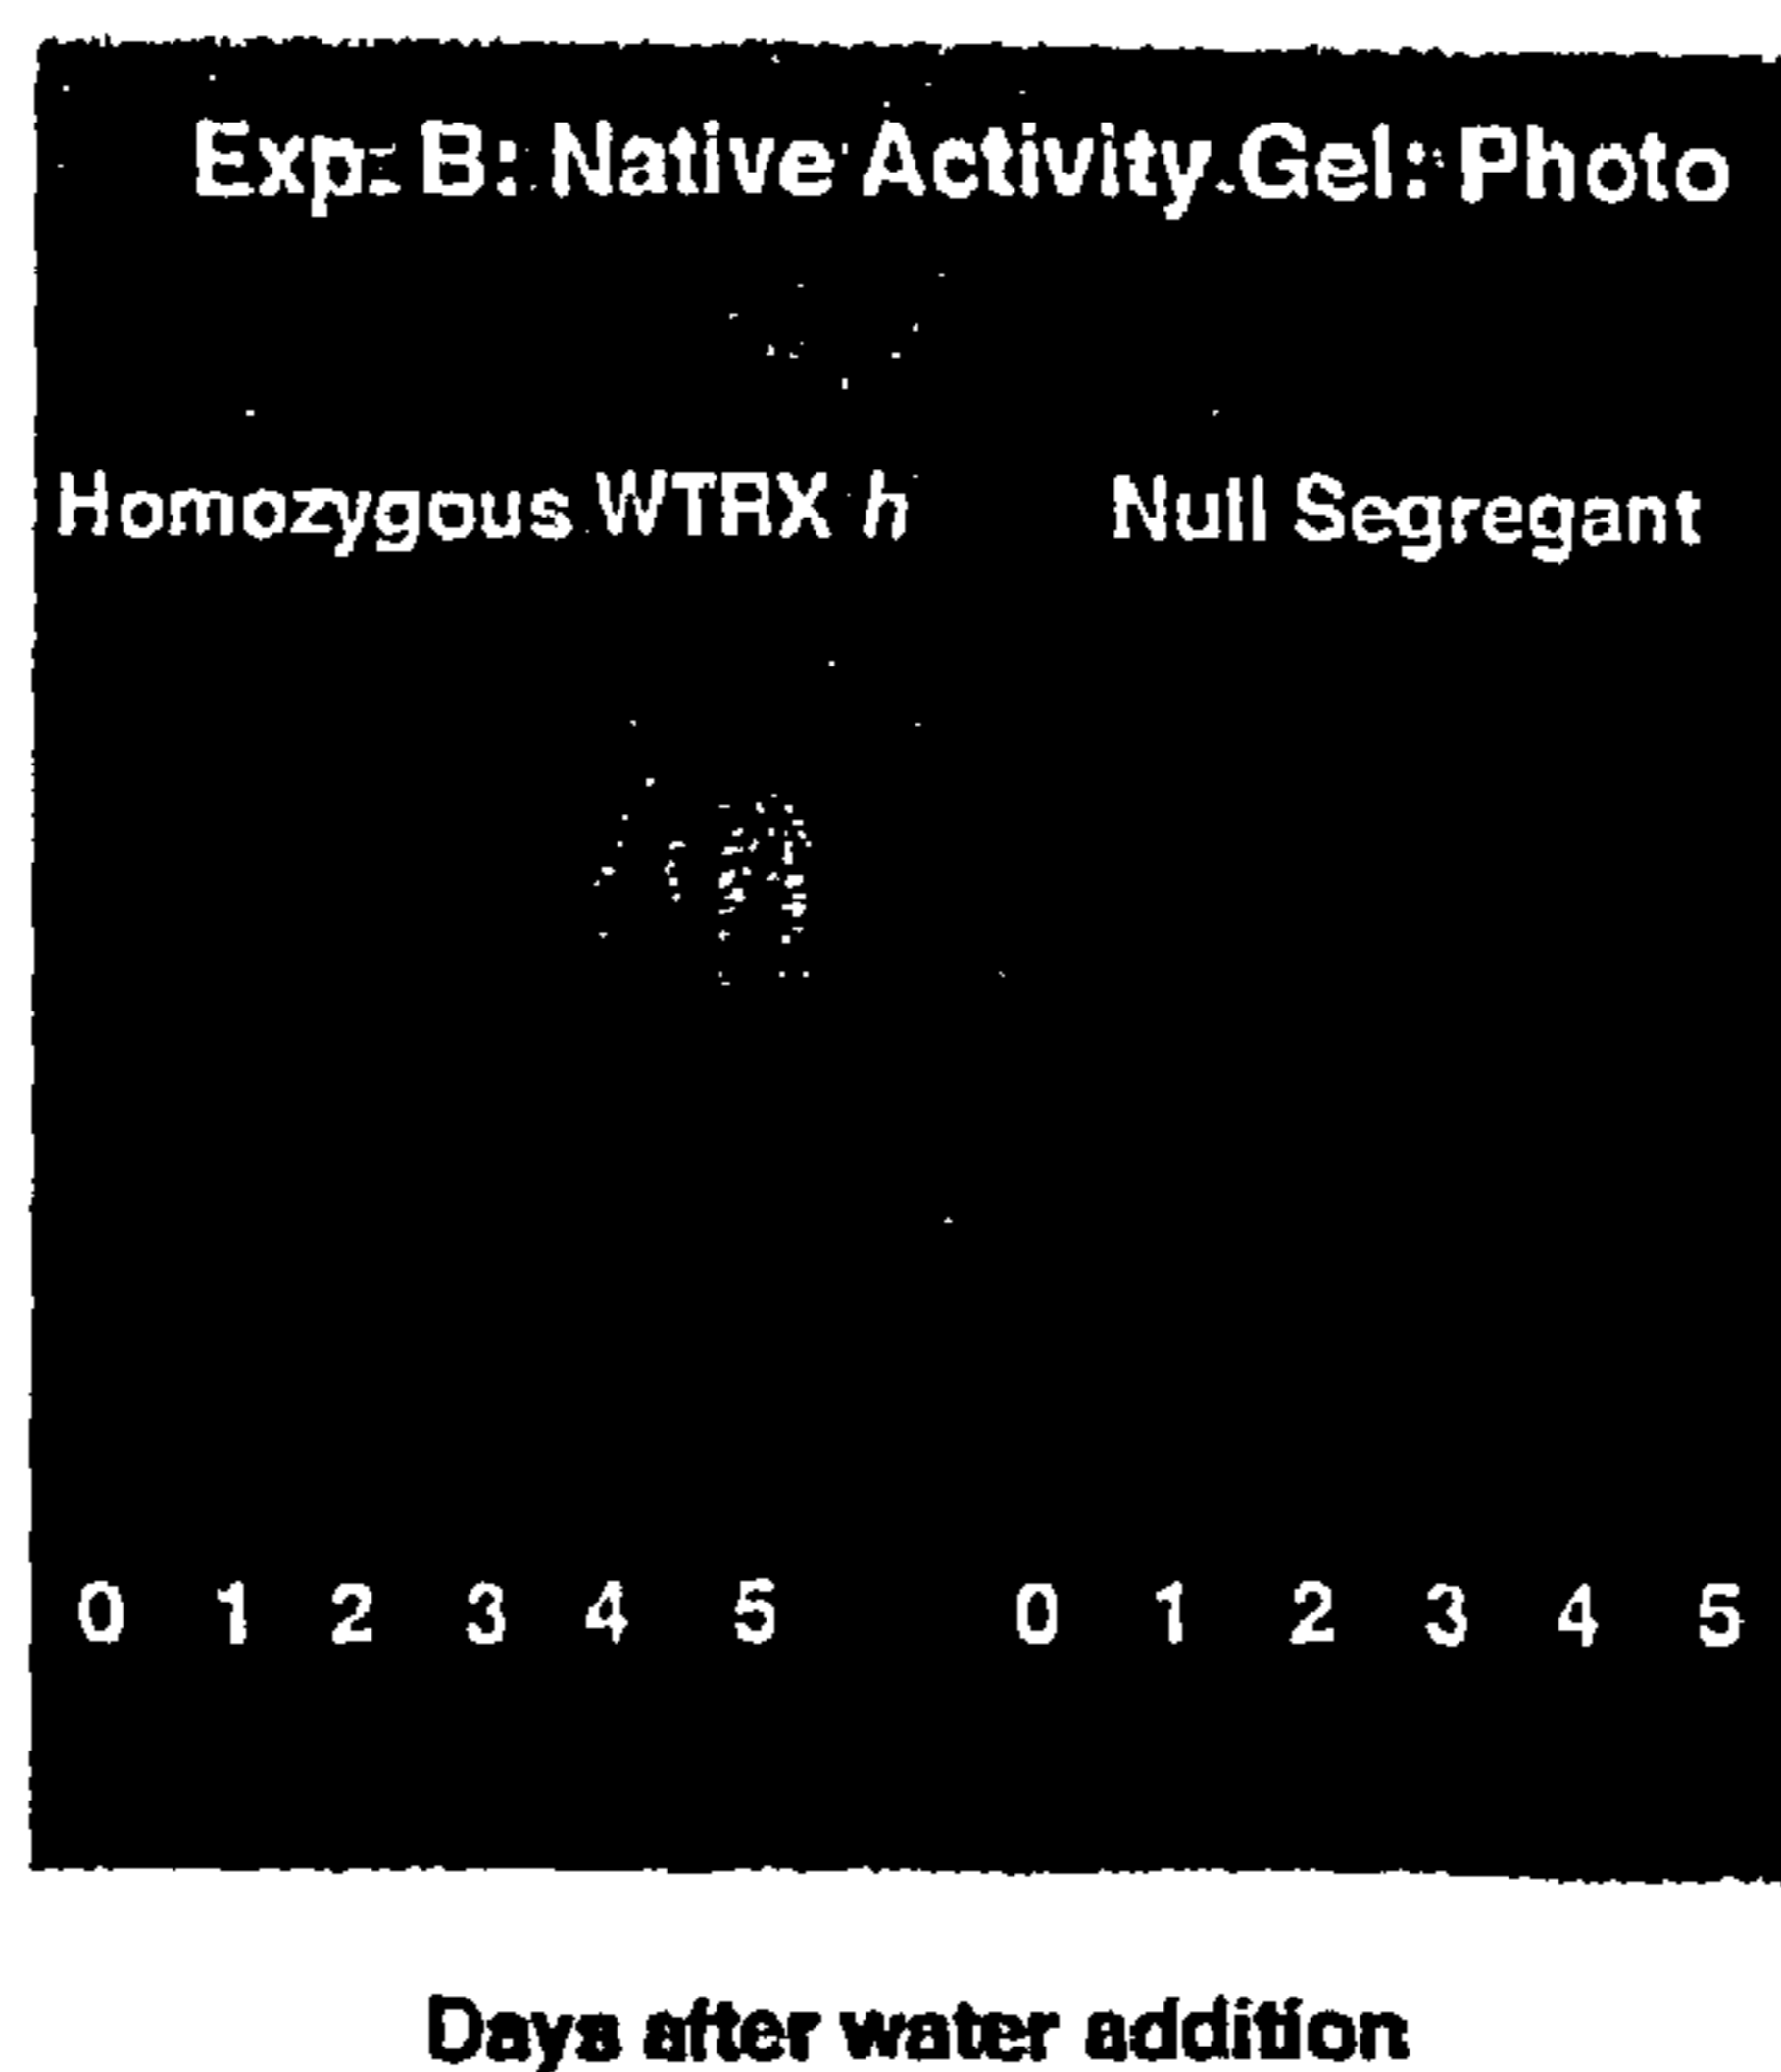 Exp: B: Native Activity Gel: Photo
Homozygous WTRX h Null Segregant
0 1 2 3 4 5 0 1 2 3 4 5
Days after water addition